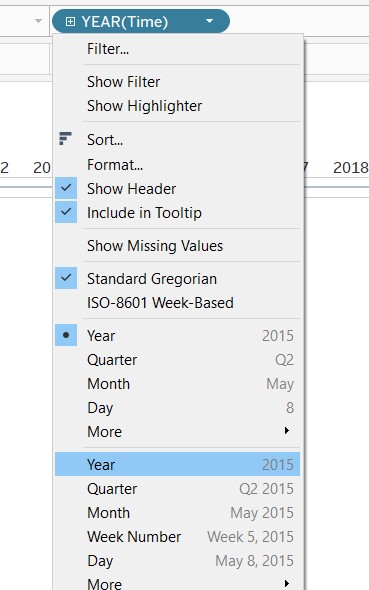 YEAR(Time)
Filter...
Show Filter
Show Highlighter
Sort...
Format...
2 20 7 2018
Show Header
Include in Tooltip
Show Missing Values
Standard Gregorian
ISO-8601 Week-Based
Year 2015
Quarter Q2
Month May
Day 8
More
Year 2015
Quarter Q2 2015
Month May 2015
Week Number Week 5, 2015
Day May 8, 2015
More